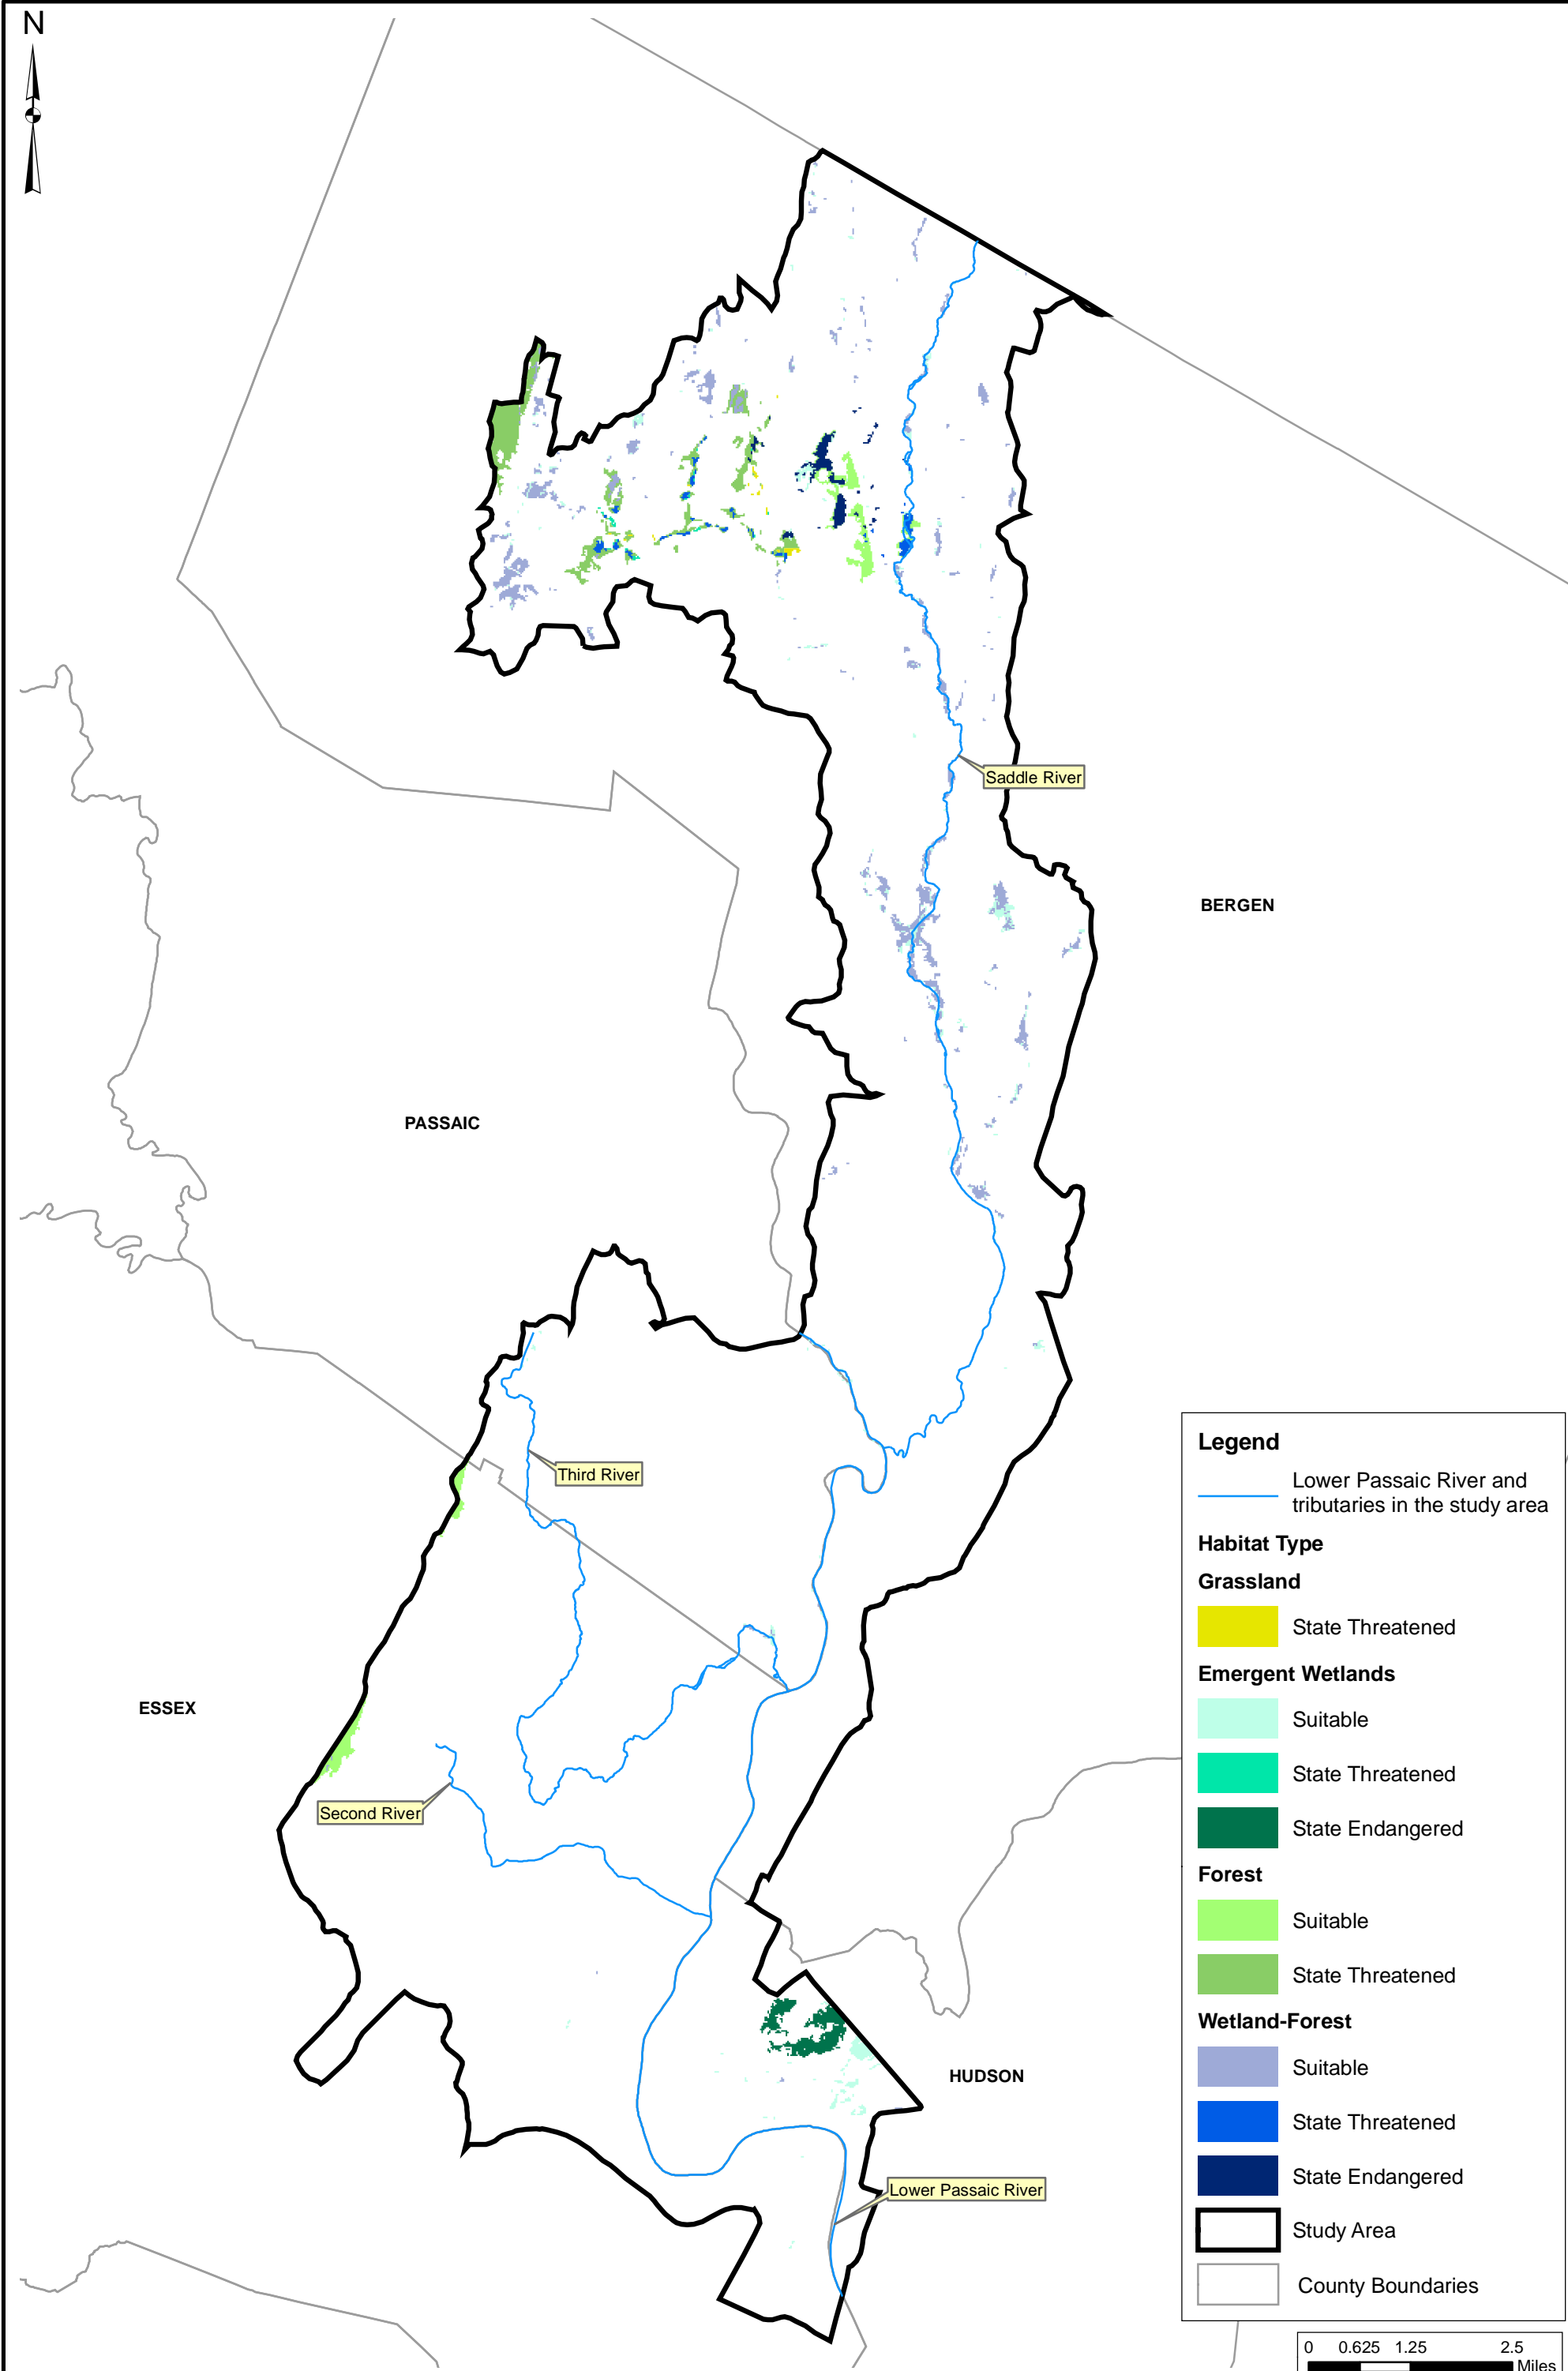 N
Saddle River
BERGEN
PASSAIC
Third River
ESSEX
Second River
HUDSON
Lower Passaic River
Legend
Lower Passaic River and
tributaries in the study area
Habitat Type
Grassland
State Threatened
Emergent Wetlands
Suitable
State Threatened
State Endangered
Forest
Suitable
State Threatened
Wetland-Forest
Suitable
State Threatened
State Endangered
Study Area
County Boundaries
0 0.625 1.25 2.5
Miles